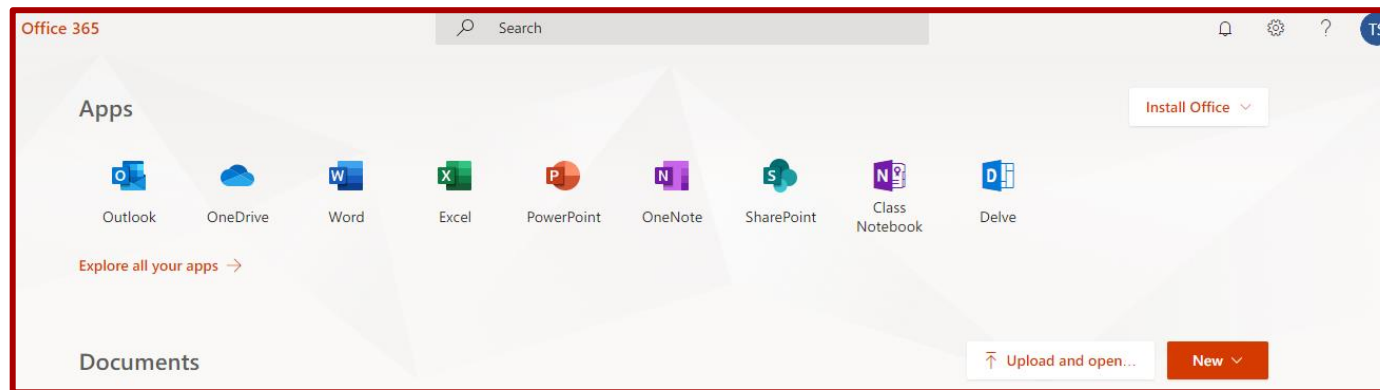 Office 365
Search
?
TS
Apps
Install Office
Outlook
OneDrive
Word
Excel
PowerPoint
OneNote
SharePoint
Class
Notebook
Delve
Explore all your apps →
Documents
Upload and open...
New